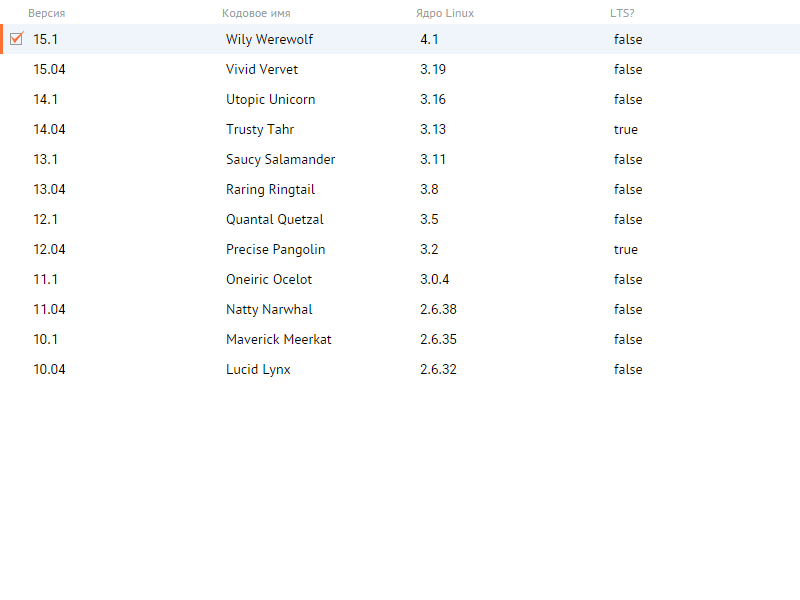 Версия Кодовое имя Ядро Linux LTS?
15.1 Wily Werewolf 4.1 false
15.04 Vivid Vervet 3.19 false
14.1 Utopic Unicorn 3.16 false
14.04 Trusty Tahr 3.13 true
13.1 Saucy Salamander 3.11 false
13.04 Raring Ringtail 3.8 false
12.1 Quantal Quetzal 3.5 false
12.04 Precise Pangolin 3.2 true
11.1 Oneiric Ocelot 3.0.4 false
11.04 Natty Narwhal 2.6.38 false
10.1 Maverick Meerkat 2.6.35 false
10.04 Lucid Lynx 2.6.32 false